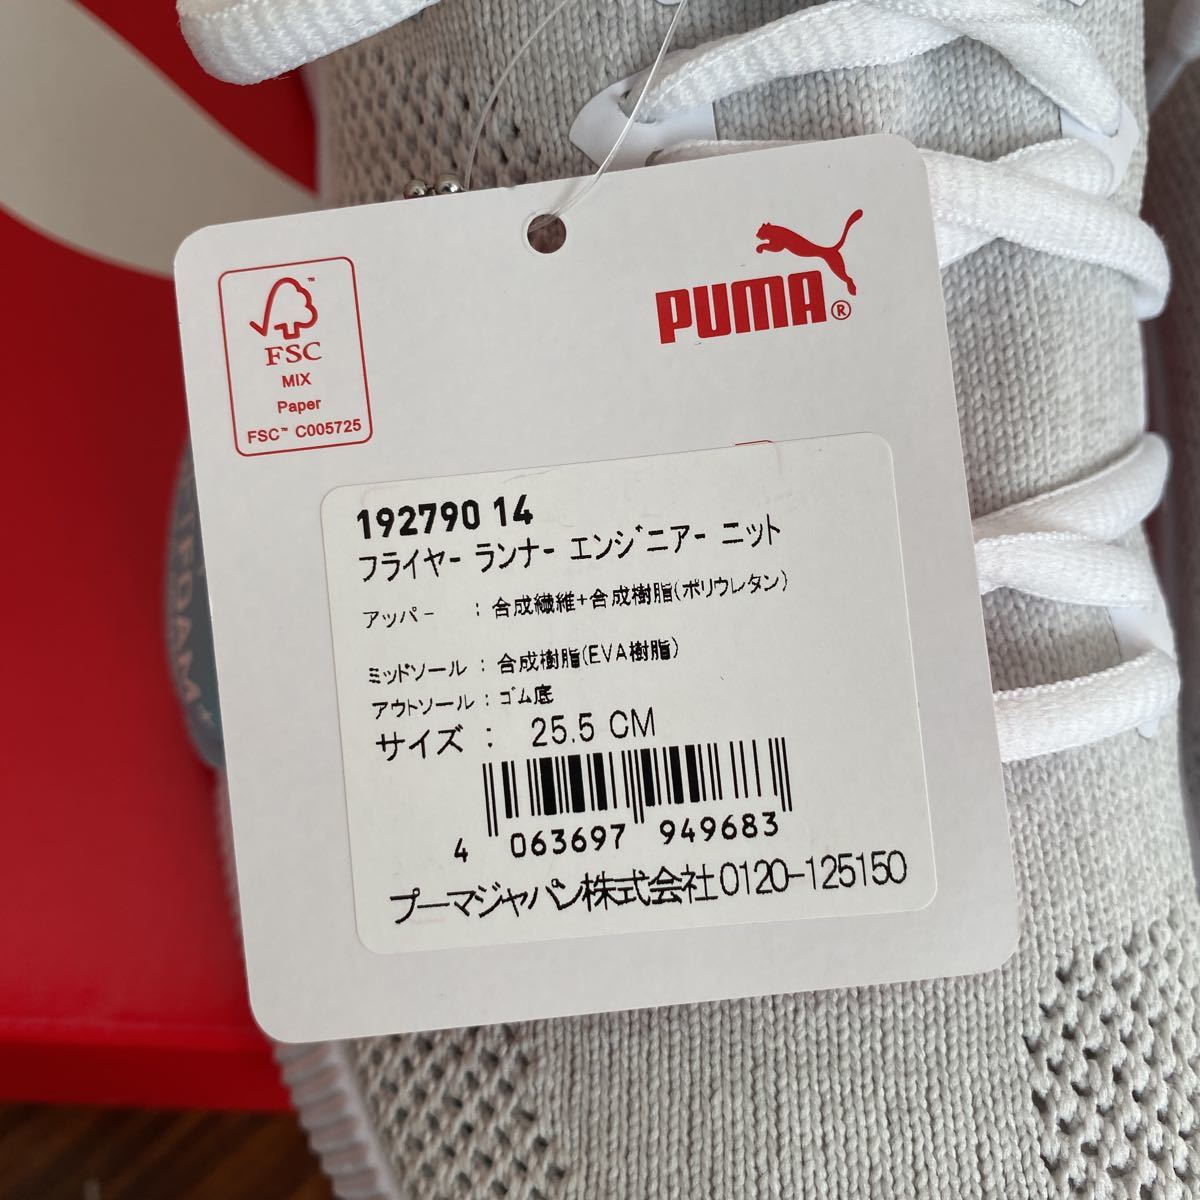 FSC
MIX
Paper
FSC™ C005725
PUMA®
192790 14
フライヤー ランナー エンジニアー ニット
アッパー : 合成繊維+合成樹脂(ポリウレタン)
ミッドソール : 合成樹脂(EVA樹脂)
アウトソール : ゴム底
サイズ : 25.5 CM
4 063697 949683
プーマジャパン株式会社0120-125150
FOAM+